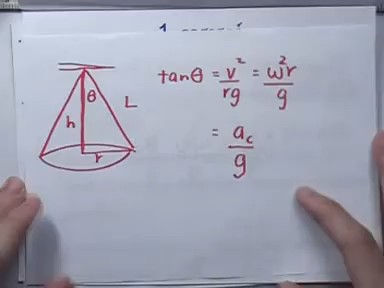 θ
h
L
r
tanθ = v²/rg = ω²r/g
= a_c/g